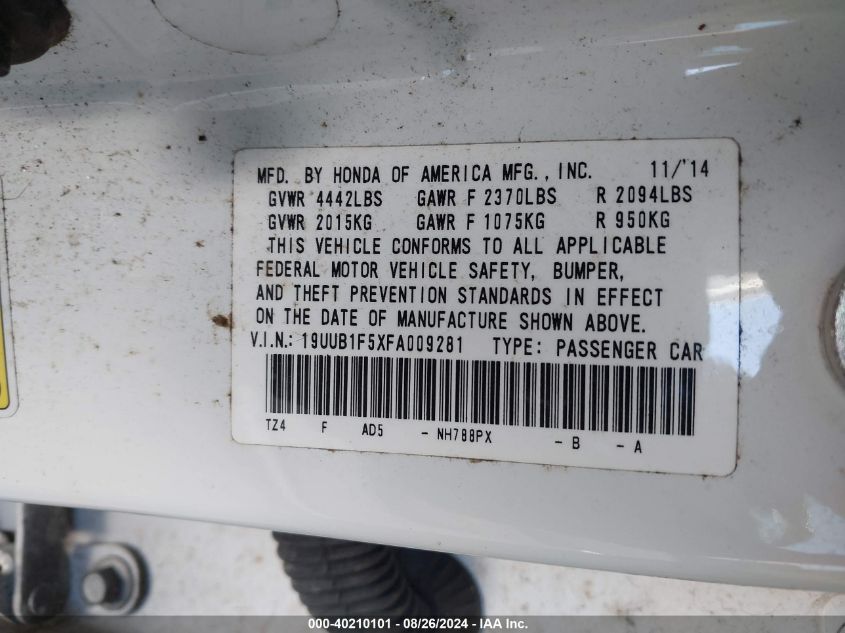 MFD. BY HONDA OF AMERICA MFG., INC. 11/'14
GVWR 4442LBS GAWR F 2370LBS R 2094LBS
GVWR 2015KG GAWR F 1075KG R 950KG
THIS VEHICLE CONFORMS TO ALL APPLICABLE
FEDERAL MOTOR VEHICLE SAFETY, BUMPER,
AND THEFT PREVENTION STANDARDS IN EFFECT
ON THE DATE OF MANUFACTURE SHOWN ABOVE.
V.I.N.: 19UUB1F5XFA009281 TYPE: PASSENGER CAR
TZ4 F AD5 - NH788PX - B - A
000-40210101 - 08/26/2024 - IAA Inc.